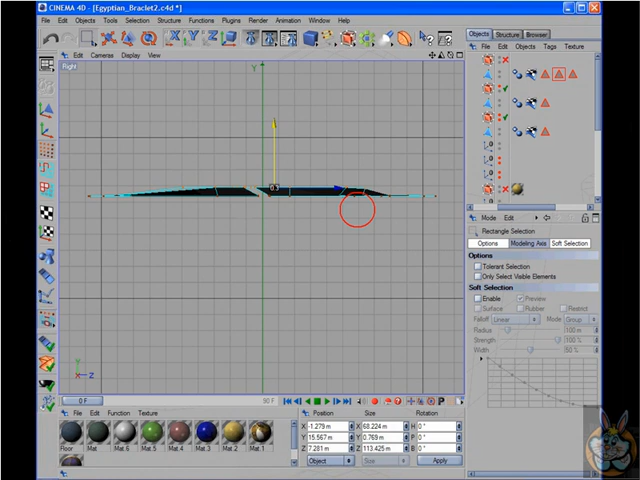 CINEMA 4D - [Egyptian_Braclet2.c4d *]
File Edit Objects Tools Selection Structure Functions Plugins Render Animation Window Help
Edit Cameras Display View
Right
Y
0.3
Y
Z
0 F
90 F
File Edit Function Texture
Floor Mat Mat.6 Mat.5 Mat.4 Mat.3 Mat.2 Mat.1
Position Size Rotation
X -1.279 m X 68.224 m H 0 °
Y 15.567 m Y 0.769 m P 0 °
Z 7.281 m Z 113.425 m B 0 °
Object Size Apply
Objects Structure Browser
File Edit Objects Tags Texture
Mode Edit
Rectangle Selection
Options Modeling Axis Soft Selection
Options
Tolerant Selection
Only Select Visible Elements
Soft Selection
Enable Preview
Surface Rubber Restrict
Falloff Linear Mode Group
Radius 100 m
Strength 100 %
Width 50 %